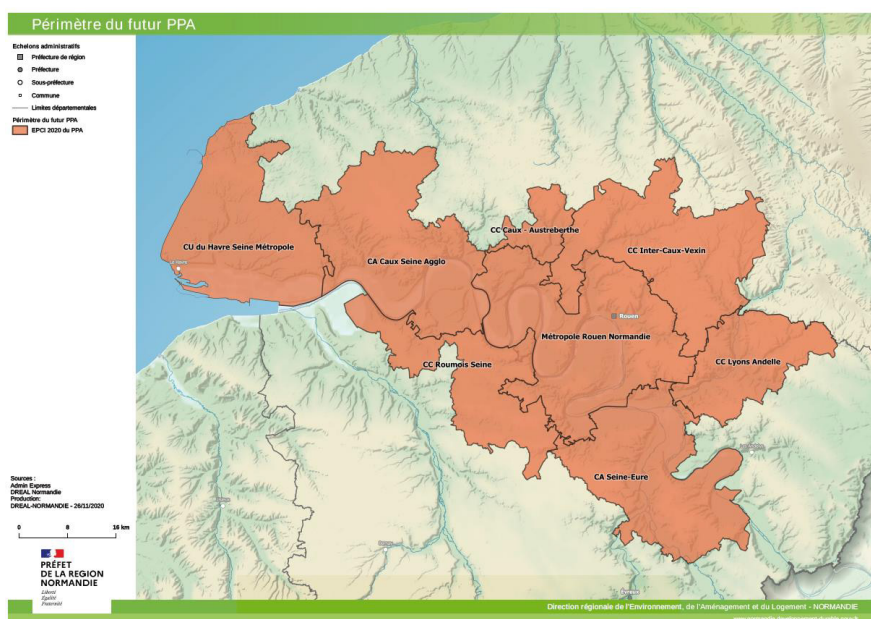 Périmètre du futur PPA
Echelons administratifs
Préfecture de région
Préfecture
Sous-préfecture
Commune
Limites départementales
Périmètre du futur PPA
EPCI 2020 du PPA
CC Caux - Austreberthe
CU du Havre Seine Métropole
CC Inter-Caux-Vexin
CA Caux Seine Agglo
Le Havre
Rouen
Métropole Rouen Normandie
CC Roumois Seine
CC Lyons Andelle
CA Seine-Eure
Sources :
Admin Express
DREAL Normandie
Production:
DREAL-NORMANDIE - 26/11/2020
0 8 16 km
PRÉFET
DE LA REGION
NORMANDIE
Liberté
Égalité
Fraternité
Évreux
Direction régionale de l'Environnement, de l'Aménagement et du Logement - NORMANDIE